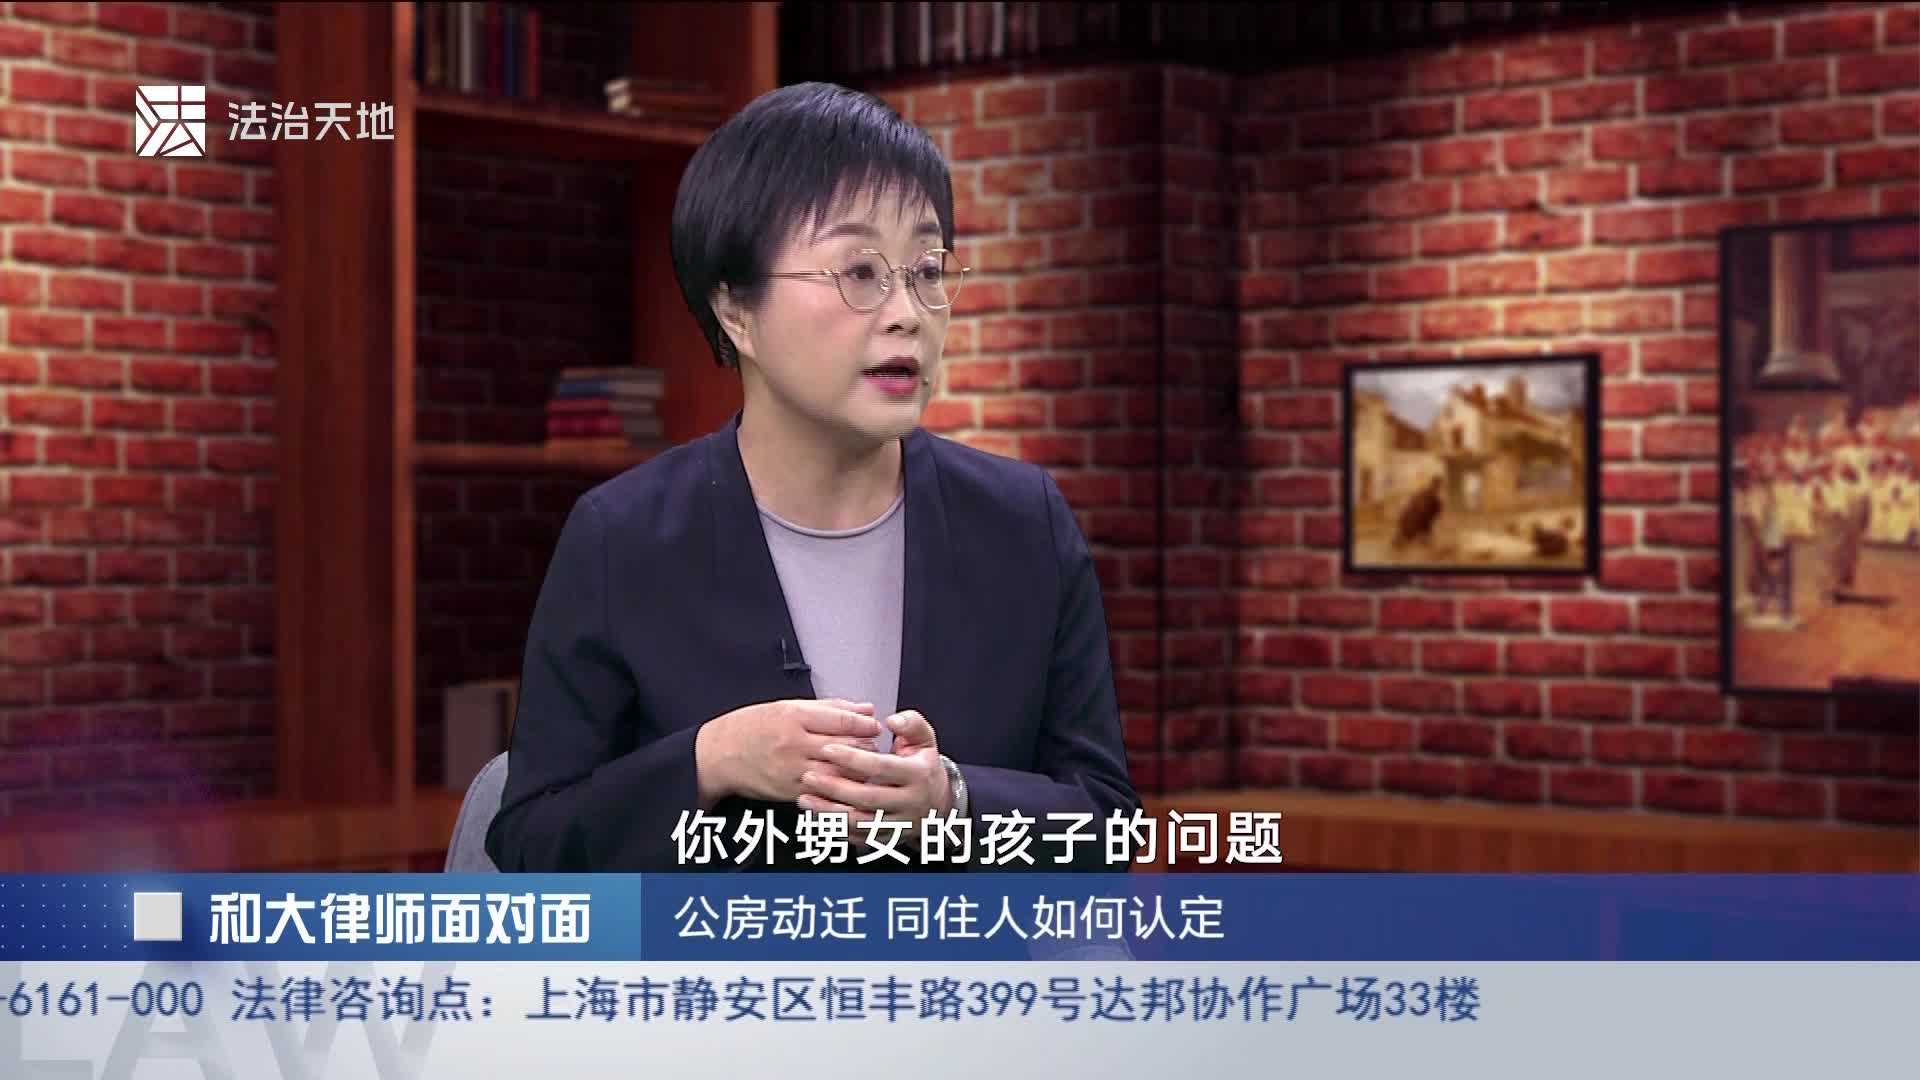 法治天地
你外甥女的孩子的问题
和大律师面对面
公房动迁 同住人如何认定
-6161-000 法律咨询点：上海市静安区恒丰路399号达邦协作广场33楼
LAW